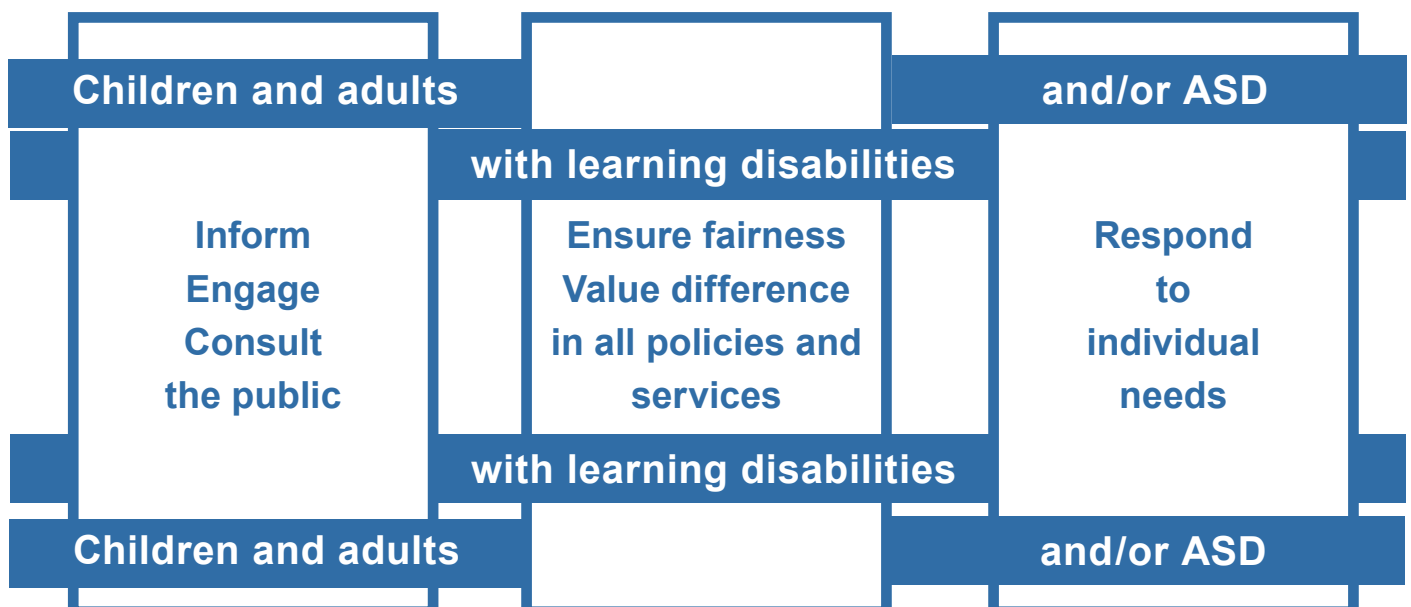 Children and adults
and/or ASD
with learning disabilities
Inform
Engage
Consult
the public
Ensure fairness
Value difference
in all policies and
services
Respond
to
individual
needs
with learning disabilities
Children and adults
and/or ASD